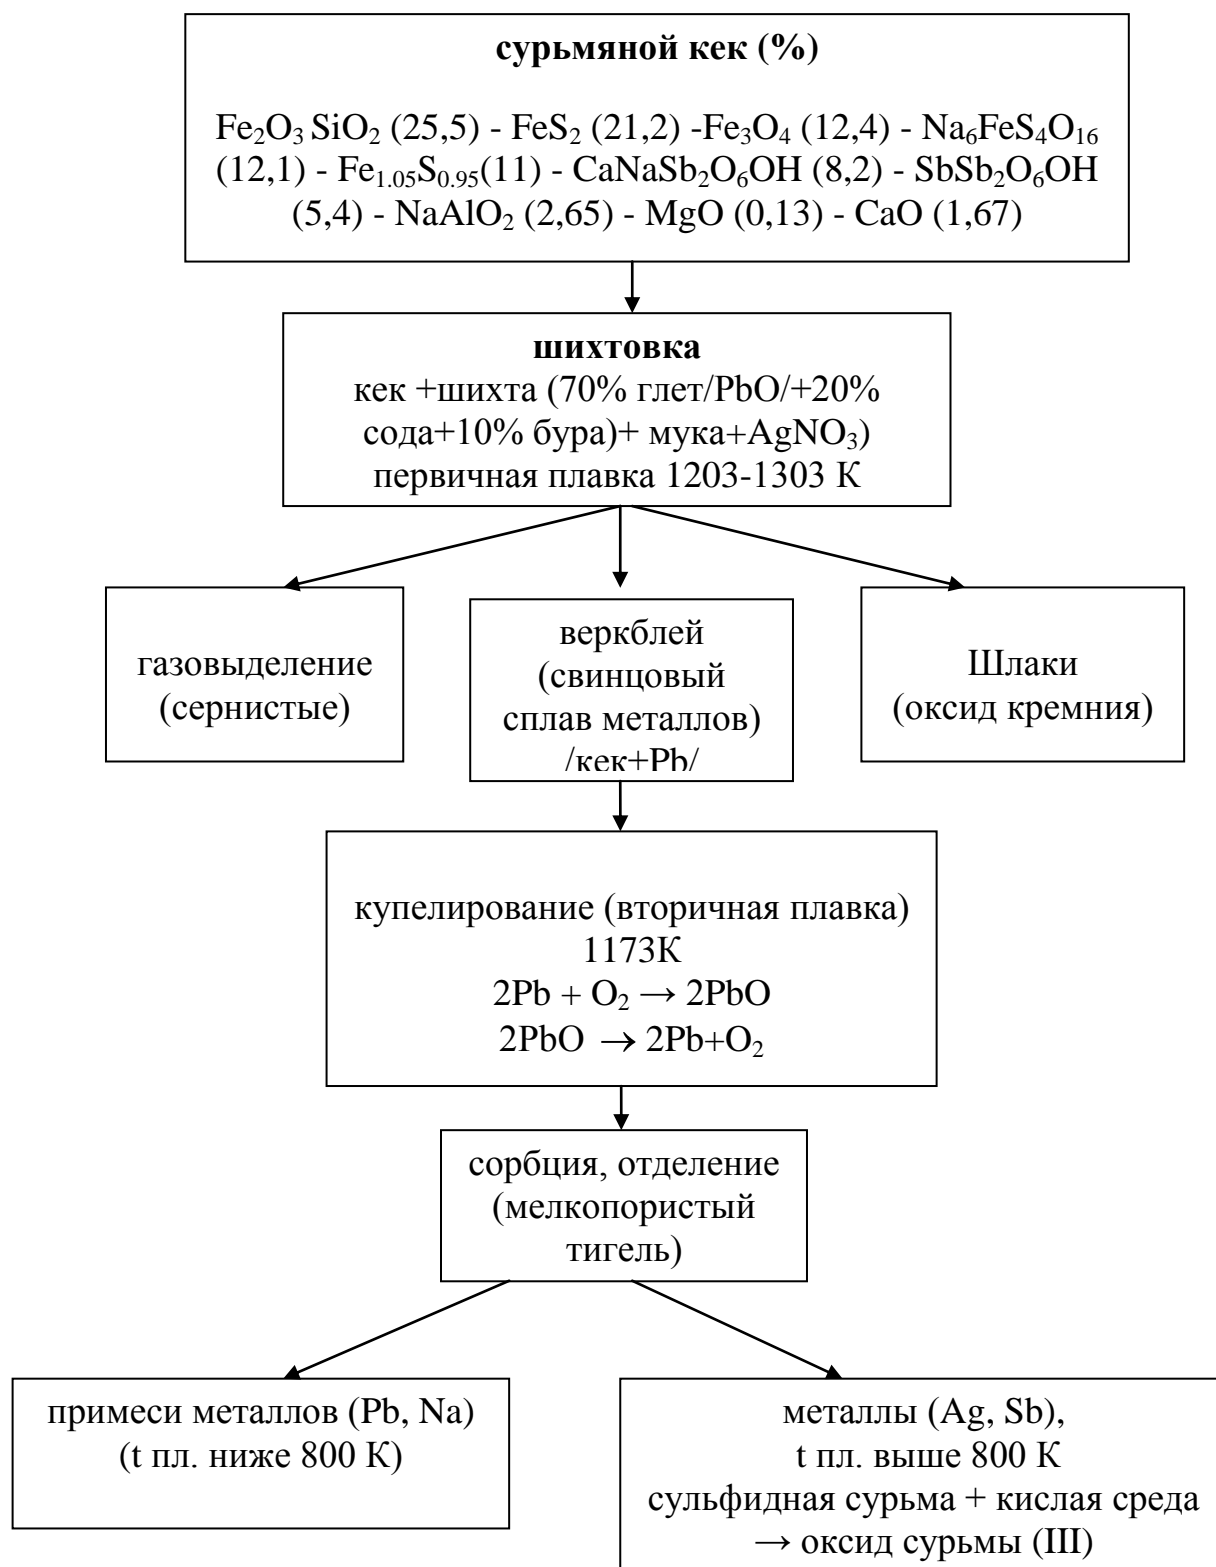 сурьмяной кек (%)
Fe₂O₃ SiO₂ (25,5) - FeS₂ (21,2) -Fe₃O₄ (12,4) - Na₆FeS₄O₁₆
(12,1) - Fe₁.₀₅S₀.₉₅(11) - CaNaSb₂O₆OH (8,2) - SbSb₂O₆OH
(5,4) - NaAlO₂ (2,65) - MgO (0,13) - CaO (1,67)
шихтовка
кек +шихта (70% глет/PbO/+20%
сода+10% бура)+ мука+AgNO₃)
первичная плавка 1203-1303 К
газовыделение
(сернистые)
веркблей
(свинцовый
сплав металлов)
/кек+Pb/
Шлаки
(оксид кремния)
купелирование (вторичная плавка)
1173К
2Pb + O₂ → 2PbO
2PbO → 2Pb+O₂
сорбция, отделение
(мелкопористый
тигель)
примеси металлов (Pb, Na)
(t пл. ниже 800 К)
металлы (Ag, Sb),
t пл. выше 800 К
сульфидная сурьма + кислая среда
→ оксид сурьмы (III)